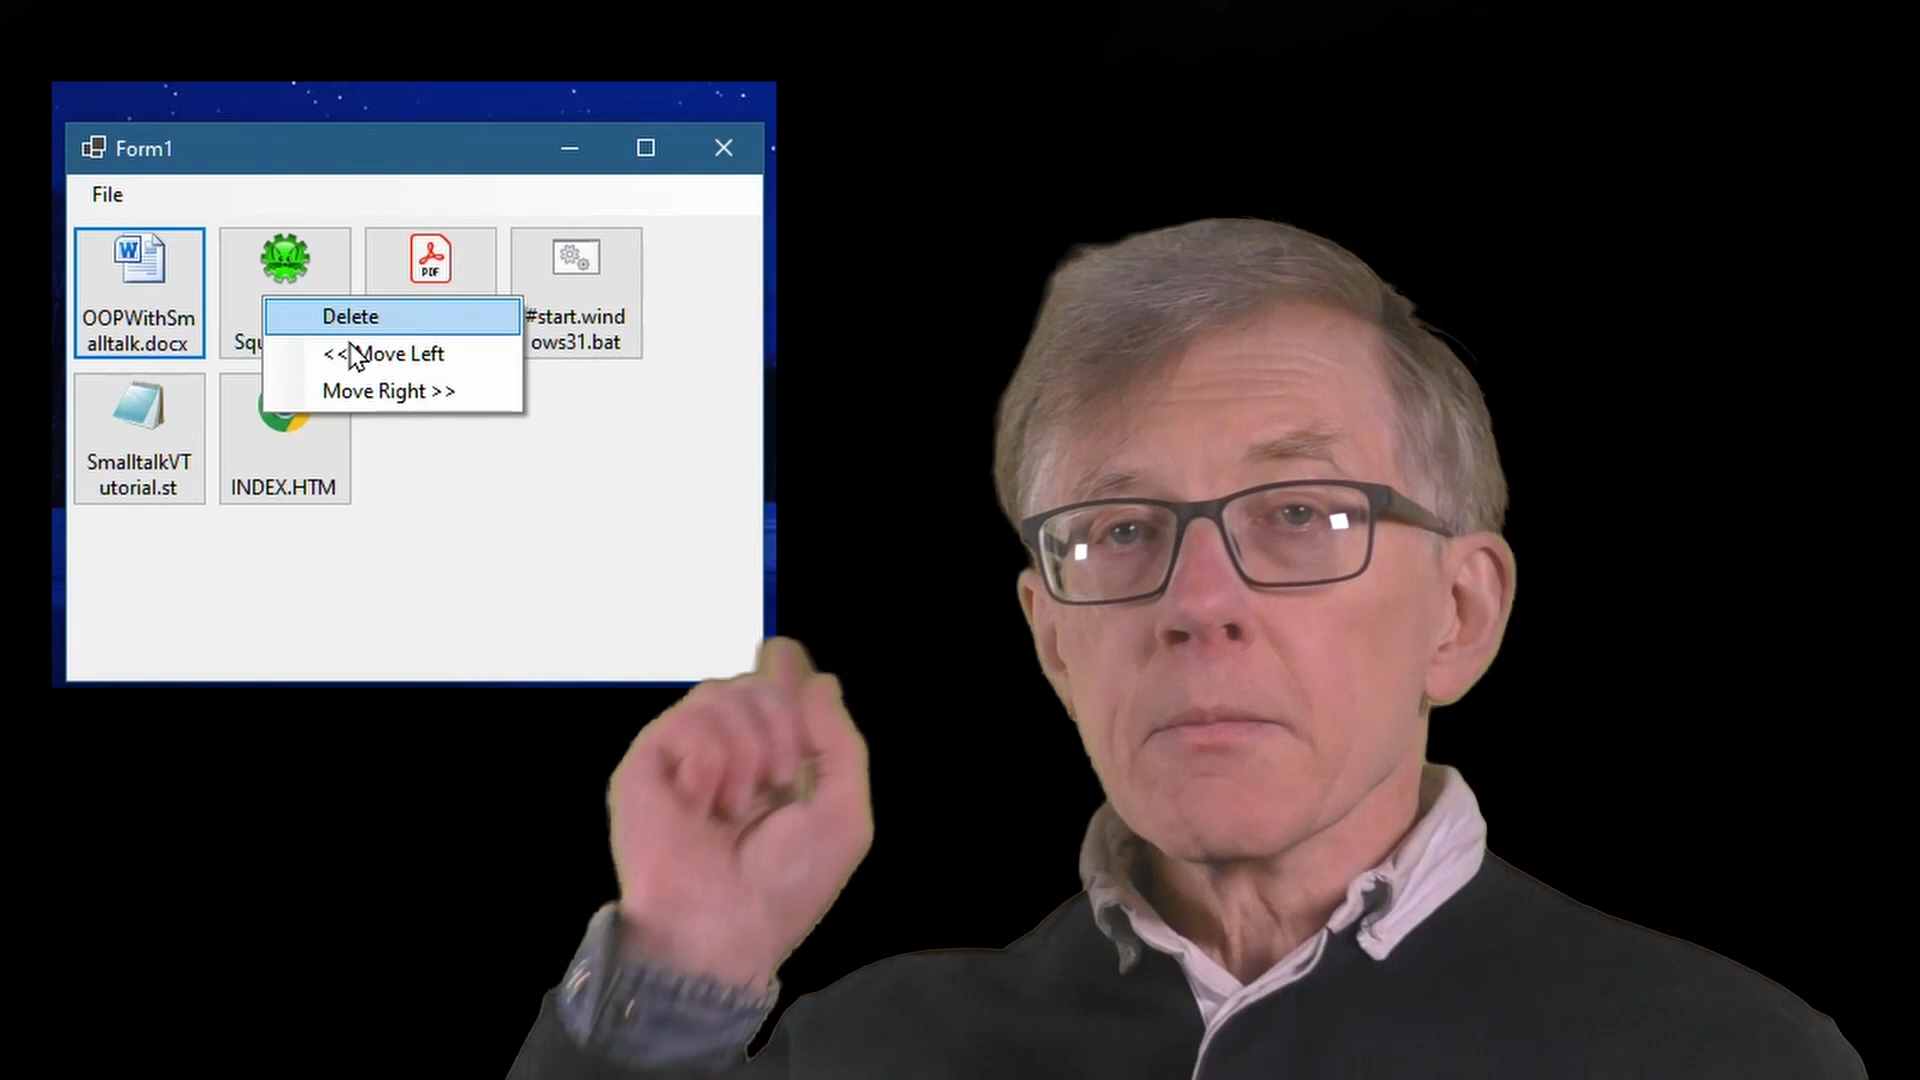 Form1
File
W
PDF
OOPWithSm
alltalk.docx
#start.wind
ows31.bat
Delete
<< Move Left
Move Right >>
SmalltalkVT
utorial.st
INDEX.HTM